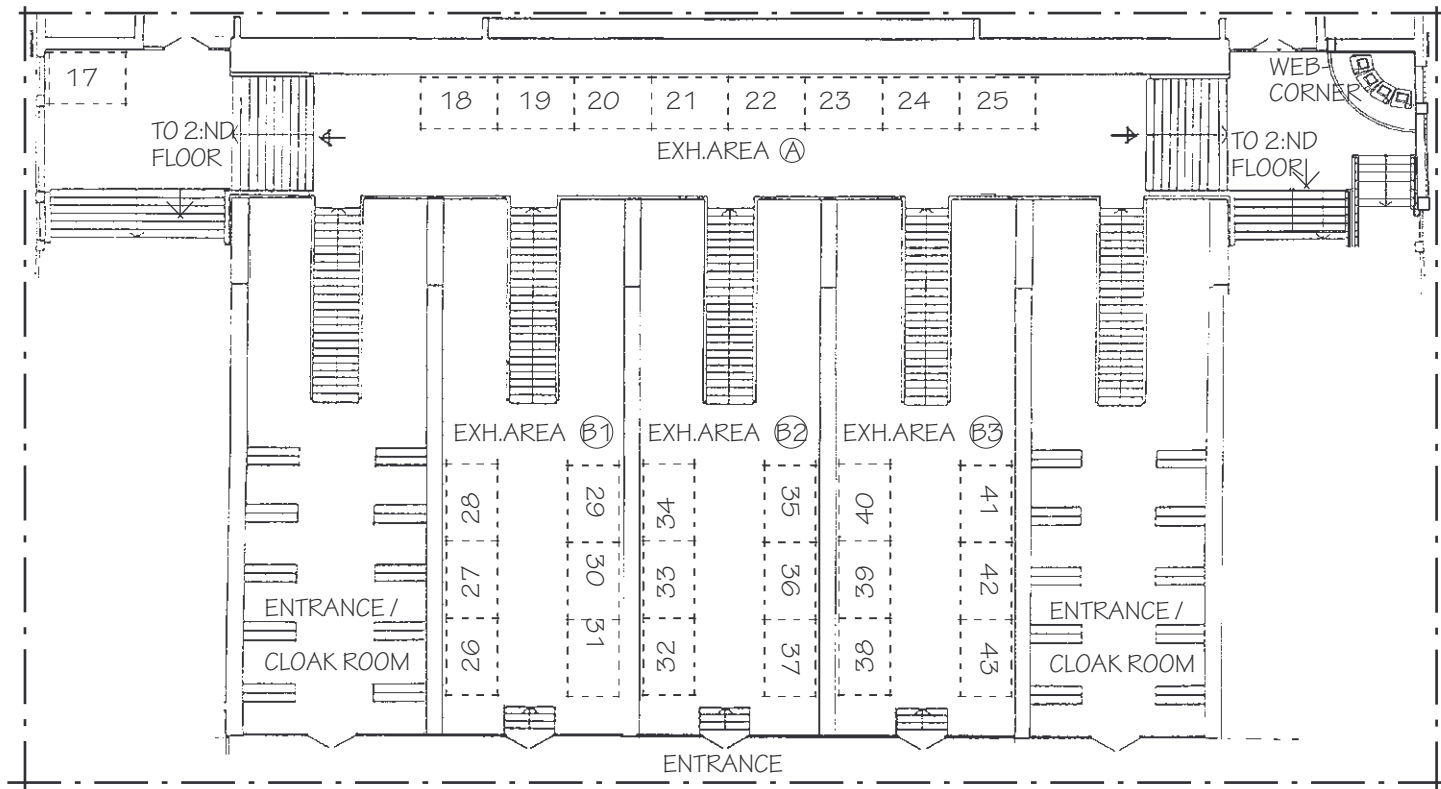 17
18 19 20 21 22 23 24 25
WEB-
CORNER
TO 2:ND
FLOOR
EXH.AREA A
TO 2:ND
FLOOR
EXH.AREA B1
EXH.AREA B2
EXH.AREA B3
28 29 34 35 40 41
27 30 33 36 39 42
26 31 32 37 38 43
ENTRANCE /
CLOAK ROOM
ENTRANCE /
CLOAK ROOM
ENTRANCE